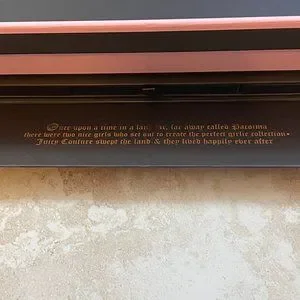 Once upon a time in a far, far away called Pacoima
there were two nice girls who set out to create the perfect girlie collection •
Juicy Couture swept the land & they lived happily ever after